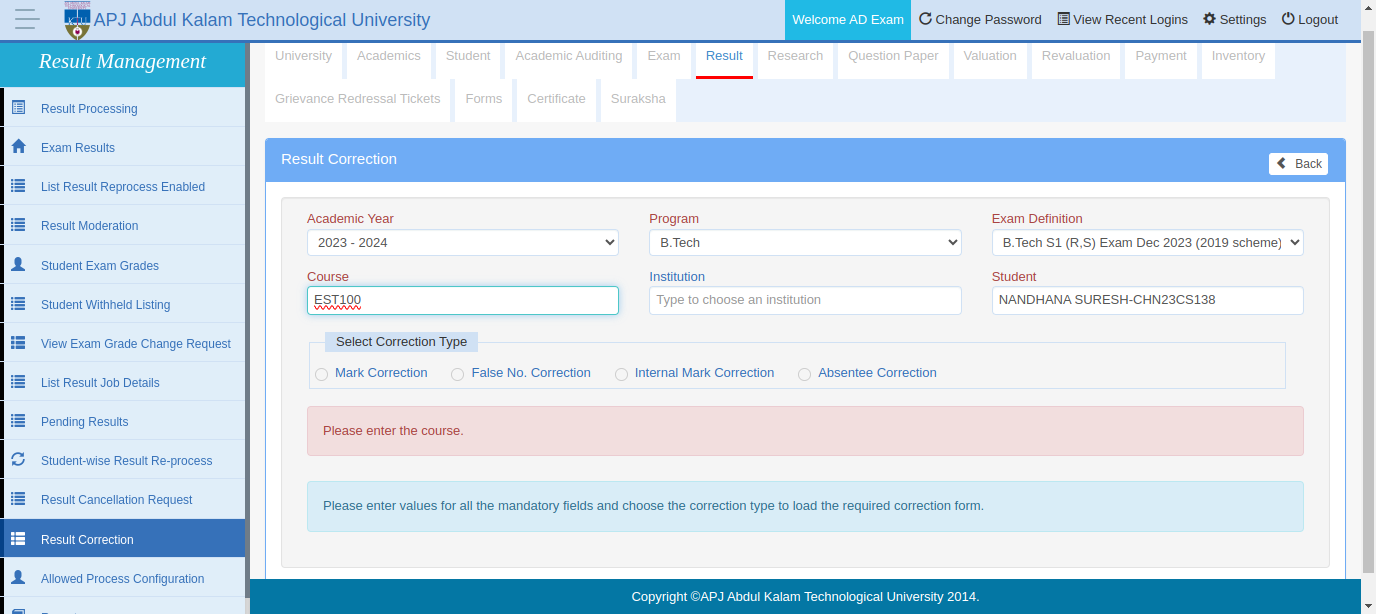 APJ Abdul Kalam Technological University
Welcome AD Exam Change Password View Recent Logins Settings Logout
Result Management
Result Processing
Exam Results
List Result Reprocess Enabled
Result Moderation
Student Exam Grades
Student Withheld Listing
View Exam Grade Change Request
List Result Job Details
Pending Results
Student-wise Result Re-process
Result Cancellation Request
Result Correction
Allowed Process Configuration
University Academics Student Academic Auditing Exam Result Research Question Paper Valuation Revaluation Payment Inventory
Grievance Redressal Tickets Forms Certificate Suraksha
Result Correction
Back
Academic Year Program Exam Definition
2023 - 2024 B.Tech B.Tech S1 (R,S) Exam Dec 2023 (2019 scheme)
Course Institution Student
EST100 Type to choose an institution NANDHANA SURESH-CHN23CS138
Select Correction Type
Mark Correction False No. Correction Internal Mark Correction Absentee Correction
Please enter the course.
Please enter values for all the mandatory fields and choose the correction type to load the required correction form.
Copyright ©APJ Abdul Kalam Technological University 2014.